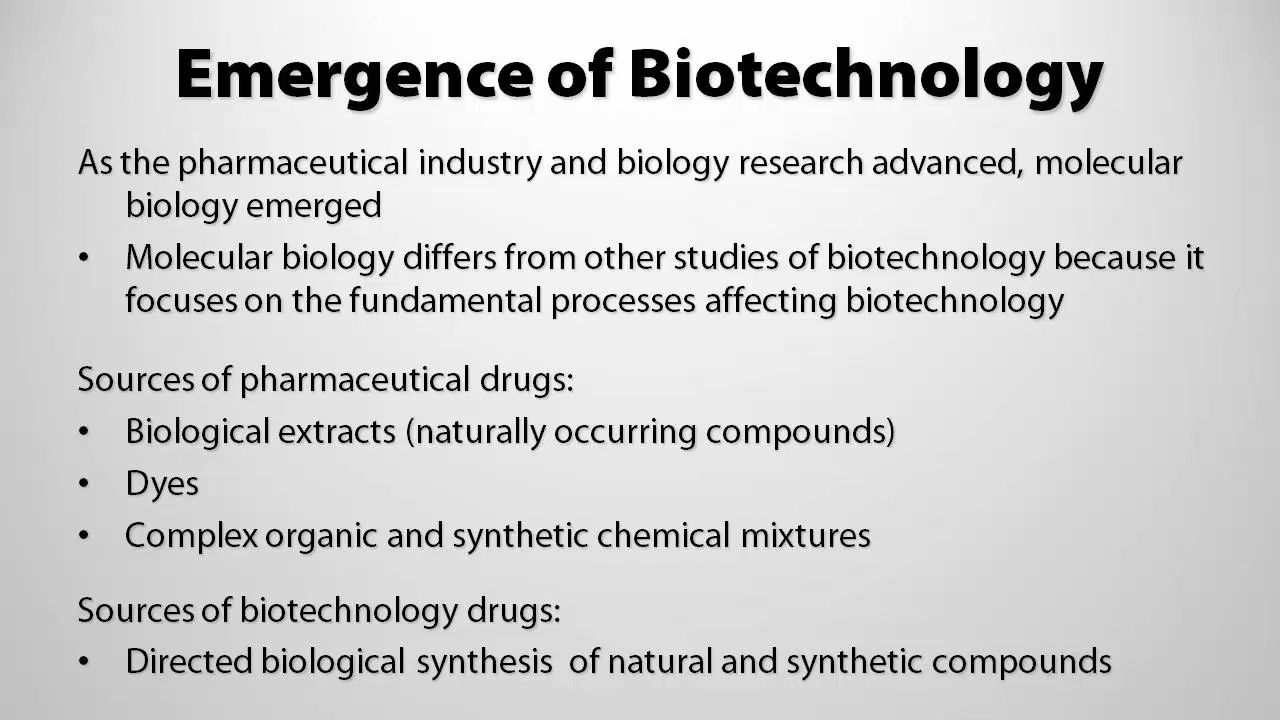 Emergence of Biotechnology
As the pharmaceutical industry and biology research advanced, molecular
biology emerged
• Molecular biology differs from other studies of biotechnology because it
focuses on the fundamental processes affecting biotechnology
Sources of pharmaceutical drugs:
• Biological extracts (naturally occurring compounds)
• Dyes
• Complex organic and synthetic chemical mixtures
Sources of biotechnology drugs:
• Directed biological synthesis of natural and synthetic compounds